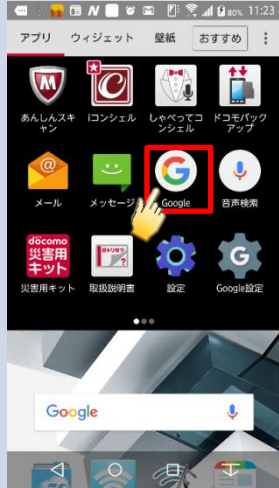 80% 11:23
アプリ ウィジェット 壁紙 おすすめ
あんしんスキャン
iコンシェル
しゃべってコンシェル
ドコモバックアップ
メール
メッセージ
Google
音声検索
döcomo
災害用
キット
災害用キット
取扱説明書
設定
Google設定
Google